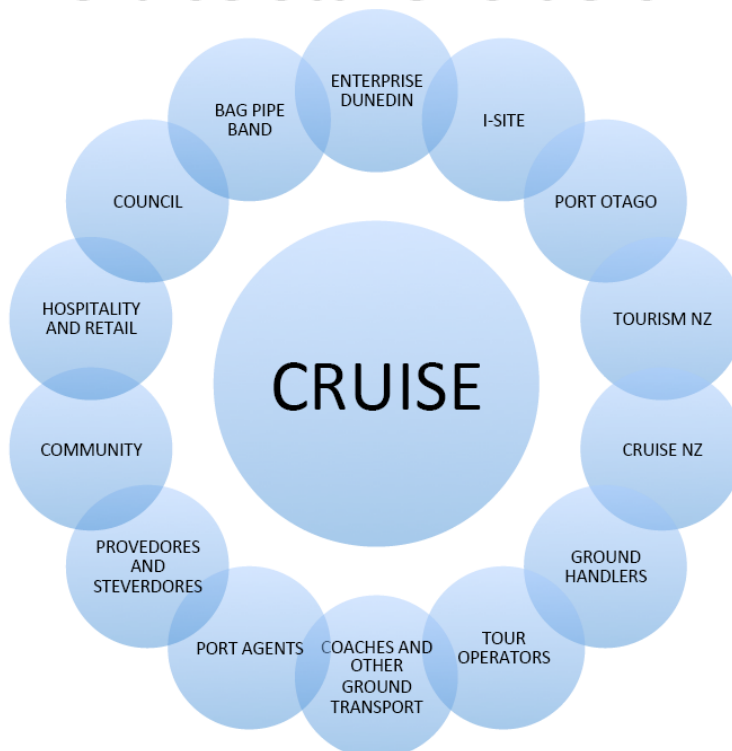 ENTERPRISE
DUNEDIN
I-SITE
PORT OTAGO
TOURISM NZ
CRUISE NZ
GROUND
HANDLERS
TOUR
OPERATORS
COACHES AND
OTHER
GROUND
TRANSPORT
PORT AGENTS
PROVEDORES
AND
STEVERDORES
COMMUNITY
HOSPITALITY
AND RETAIL
COUNCIL
BAG PIPE
BAND
CRUISE